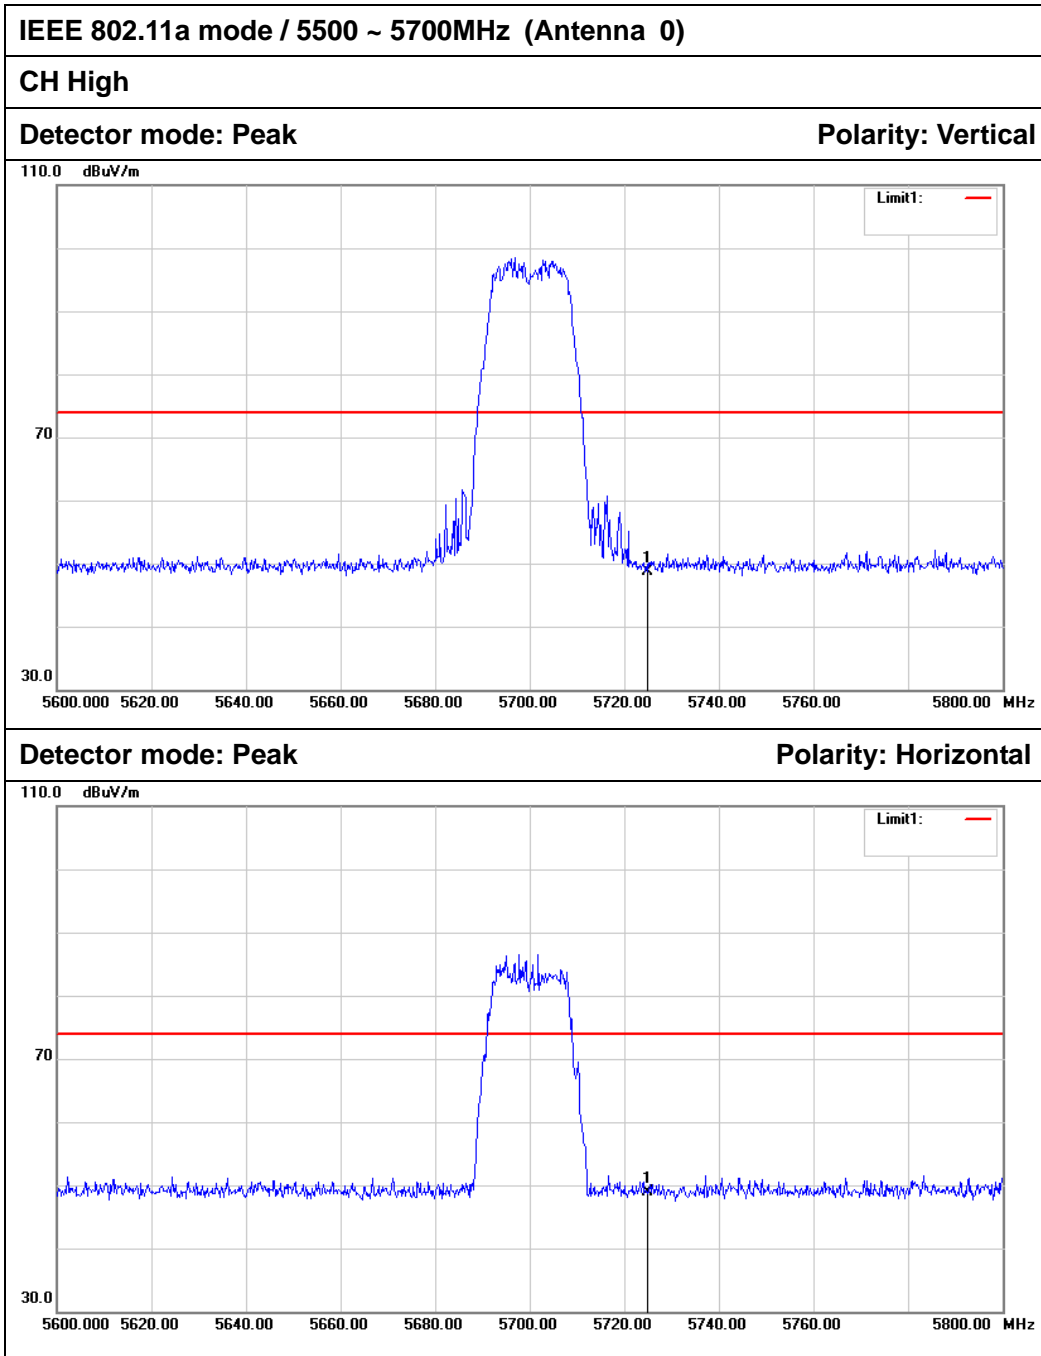 IEEE 802.11a mode / 5500 ~ 5700MHz (Antenna 0)
CH High
Detector mode: Peak Polarity: Vertical
110.0 dBuV/m
Limit1:
70
1
30.0
5600.000 5620.00 5640.00 5660.00 5680.00 5700.00 5720.00 5740.00 5760.00 5800.00 MHz
Detector mode: Peak Polarity: Horizontal
110.0 dBuV/m
Limit1:
70
1
30.0
5600.000 5620.00 5640.00 5660.00 5680.00 5700.00 5720.00 5740.00 5760.00 5800.00 MHz